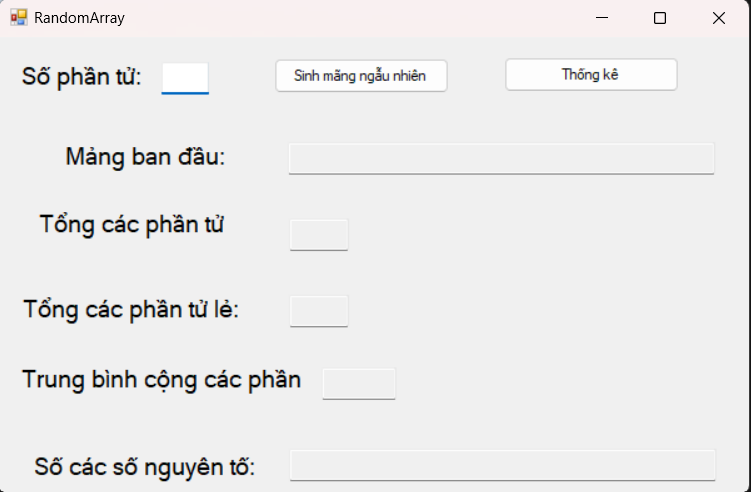 RandomArray
Số phần tử:
Sinh mãng ngẫu nhiên
Thống kê
Mảng ban đầu:
Tổng các phần tử
Tổng các phần tử lẻ:
Trung bình cộng các phần
Số các số nguyên tố: